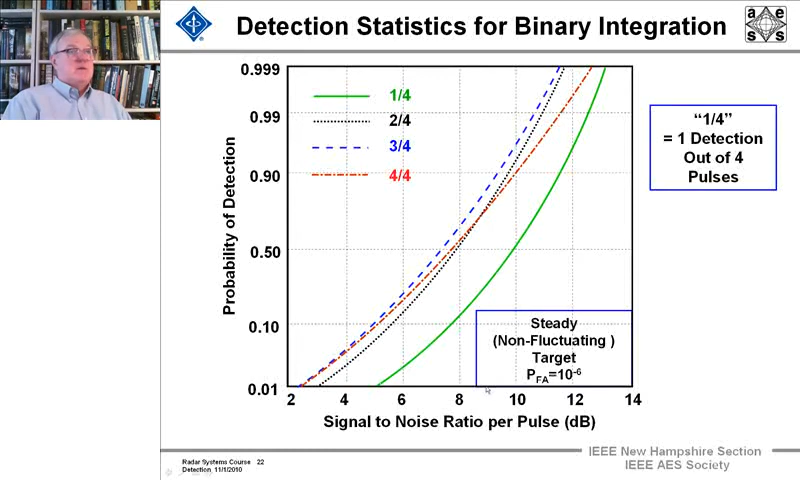 Detection Statistics for Binary Integration
a e
s s
0.999
0.99
0.90
0.50
0.10
0.01
Probability of Detection
1/4
2/4
3/4
4/4
“1/4”
= 1 Detection
Out of 4
Pulses
Steady
(Non-Fluctuating )
Target
PFA=10-6
2 4 6 8 10 12 14
Signal to Noise Ratio per Pulse (dB)
Radar Systems Course 22
Detection 11/1/2010
IEEE New Hampshire Section
IEEE AES Society